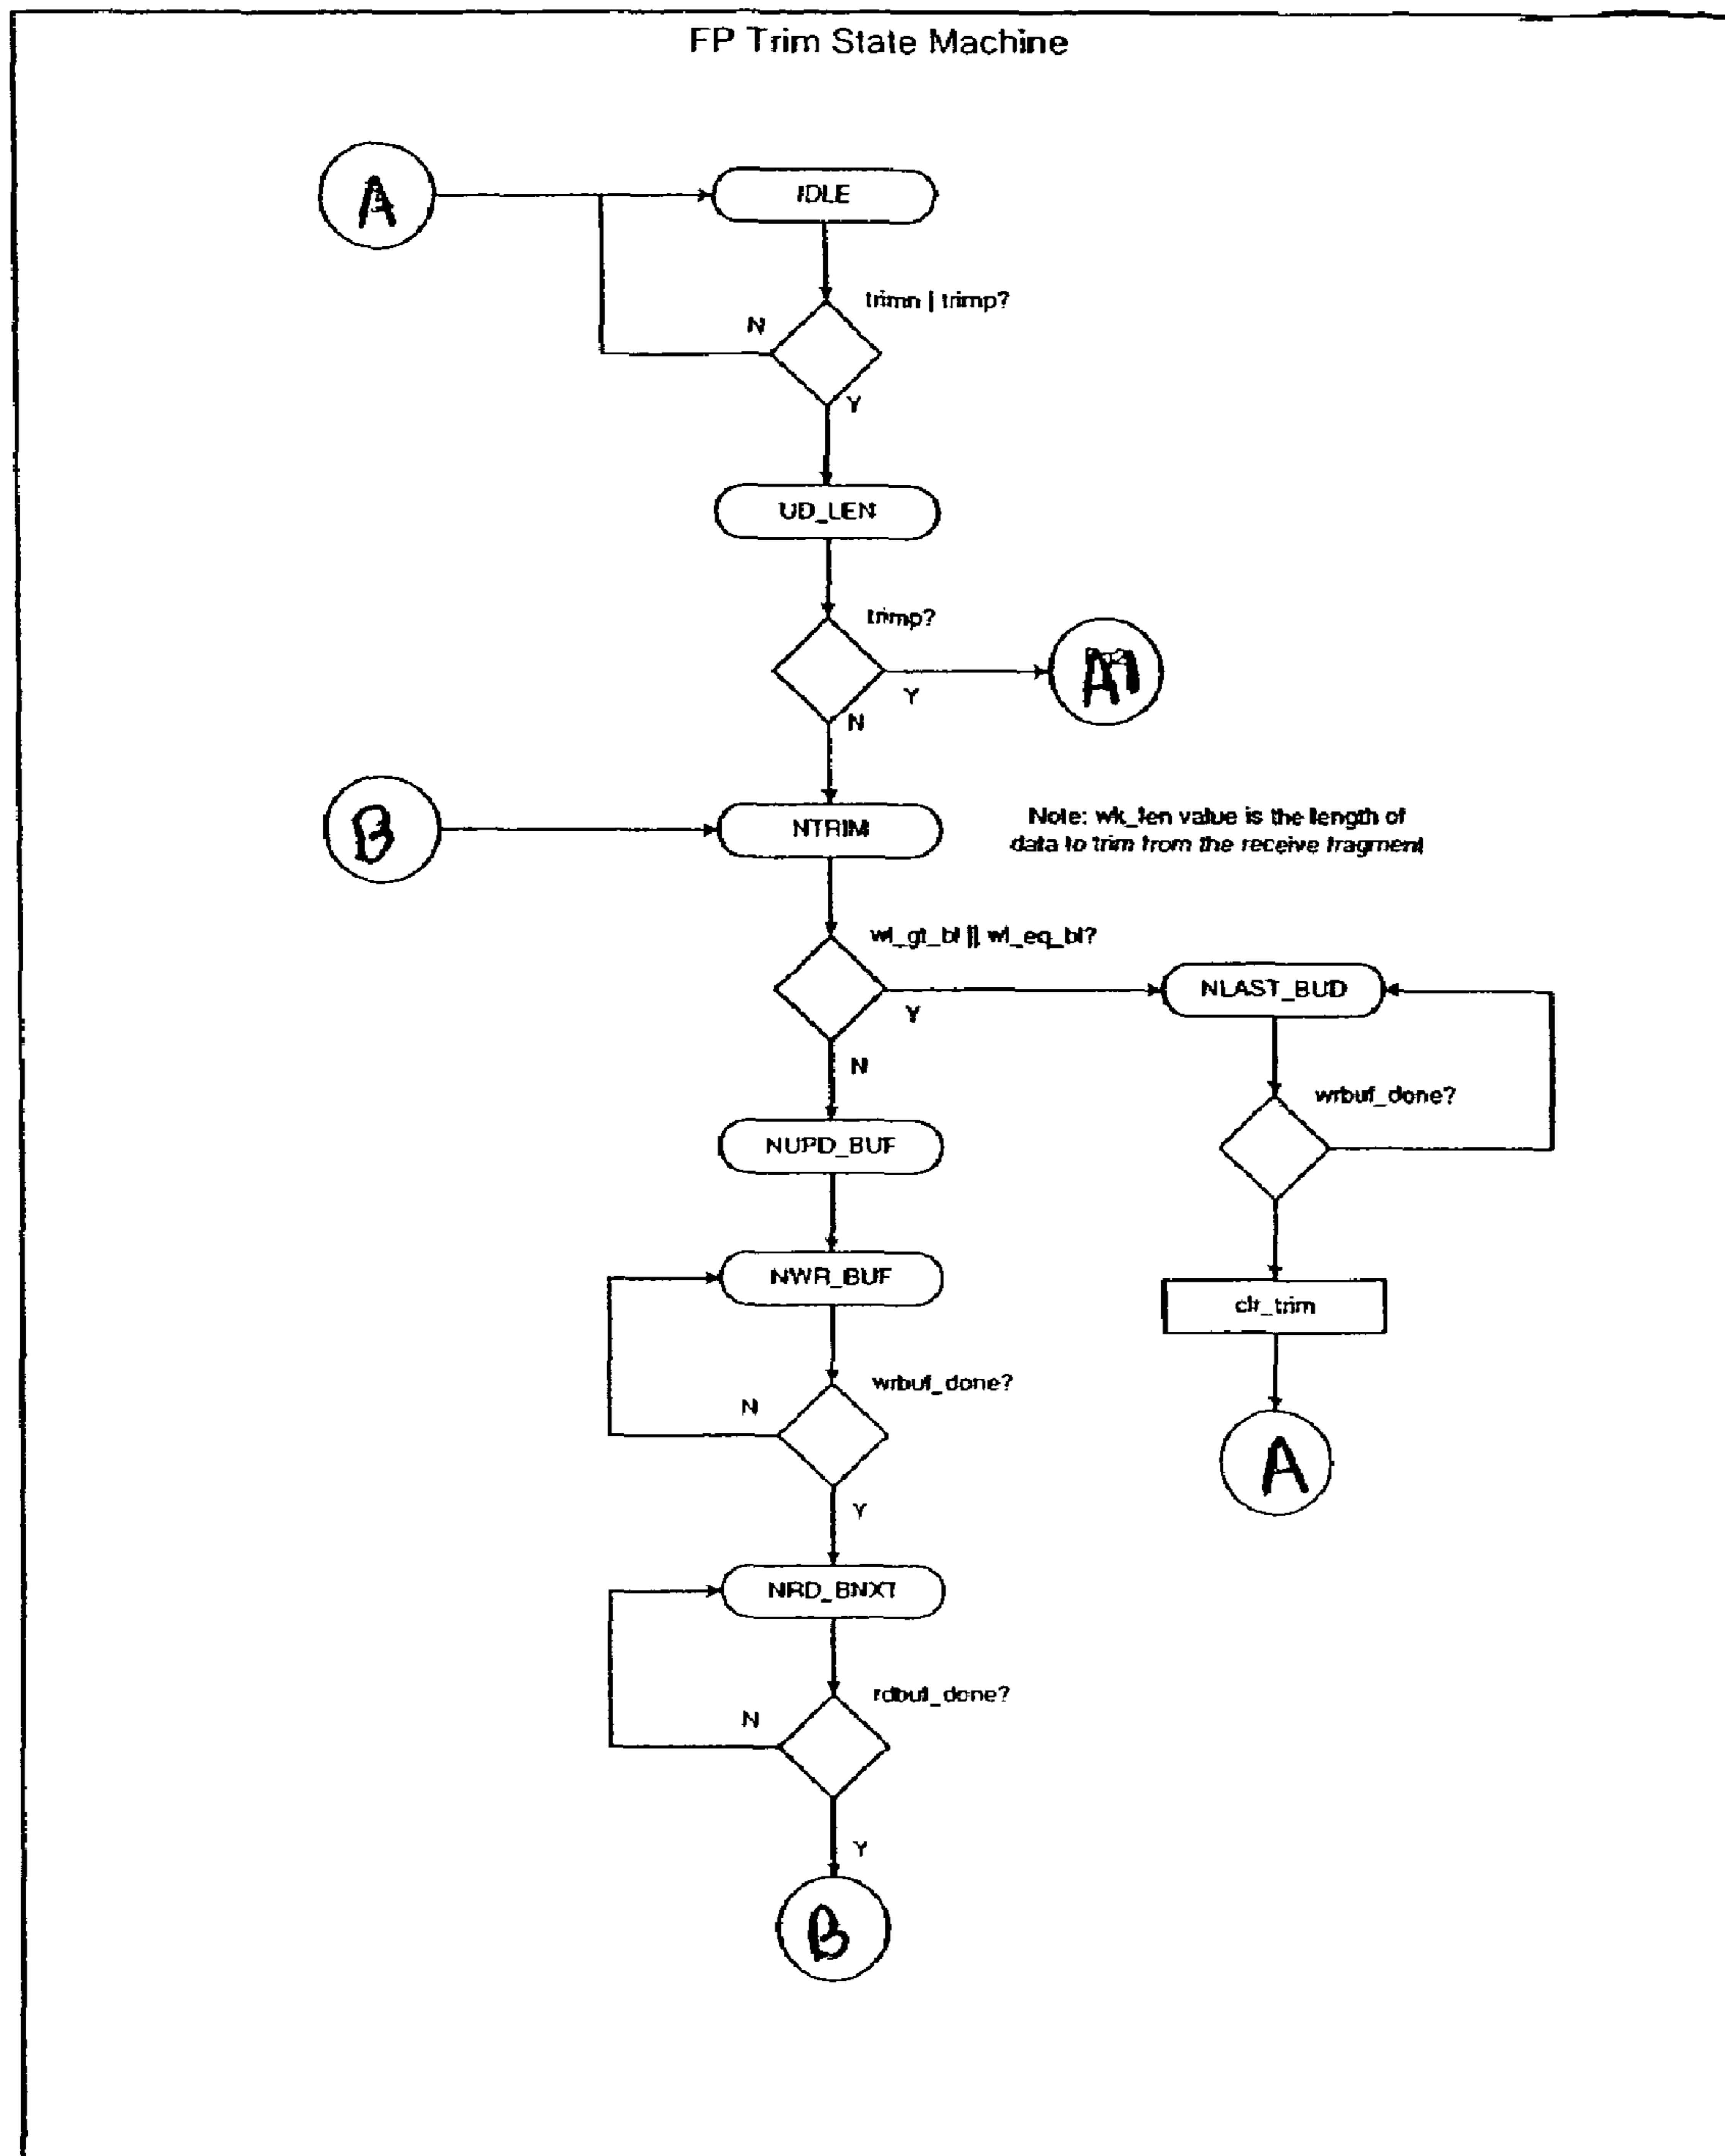 FP Trim State Machine
A
IDLE
trimn | trimp?
N
Y
UD_LEN
trimp?
A1
Y
N
B
NTRIM
Note: wk_len value is the length of
data to trim from the receive fragment
wl_gt_bl || wl_eq_bl?
NLAST_BUD
Y
N
wrbuf_done?
NUPD_BUF
NWR_BUF
clr_trim
wrbuf_done?
N
A
Y
NRD_BNXT
rdbuf_done?
N
Y
B